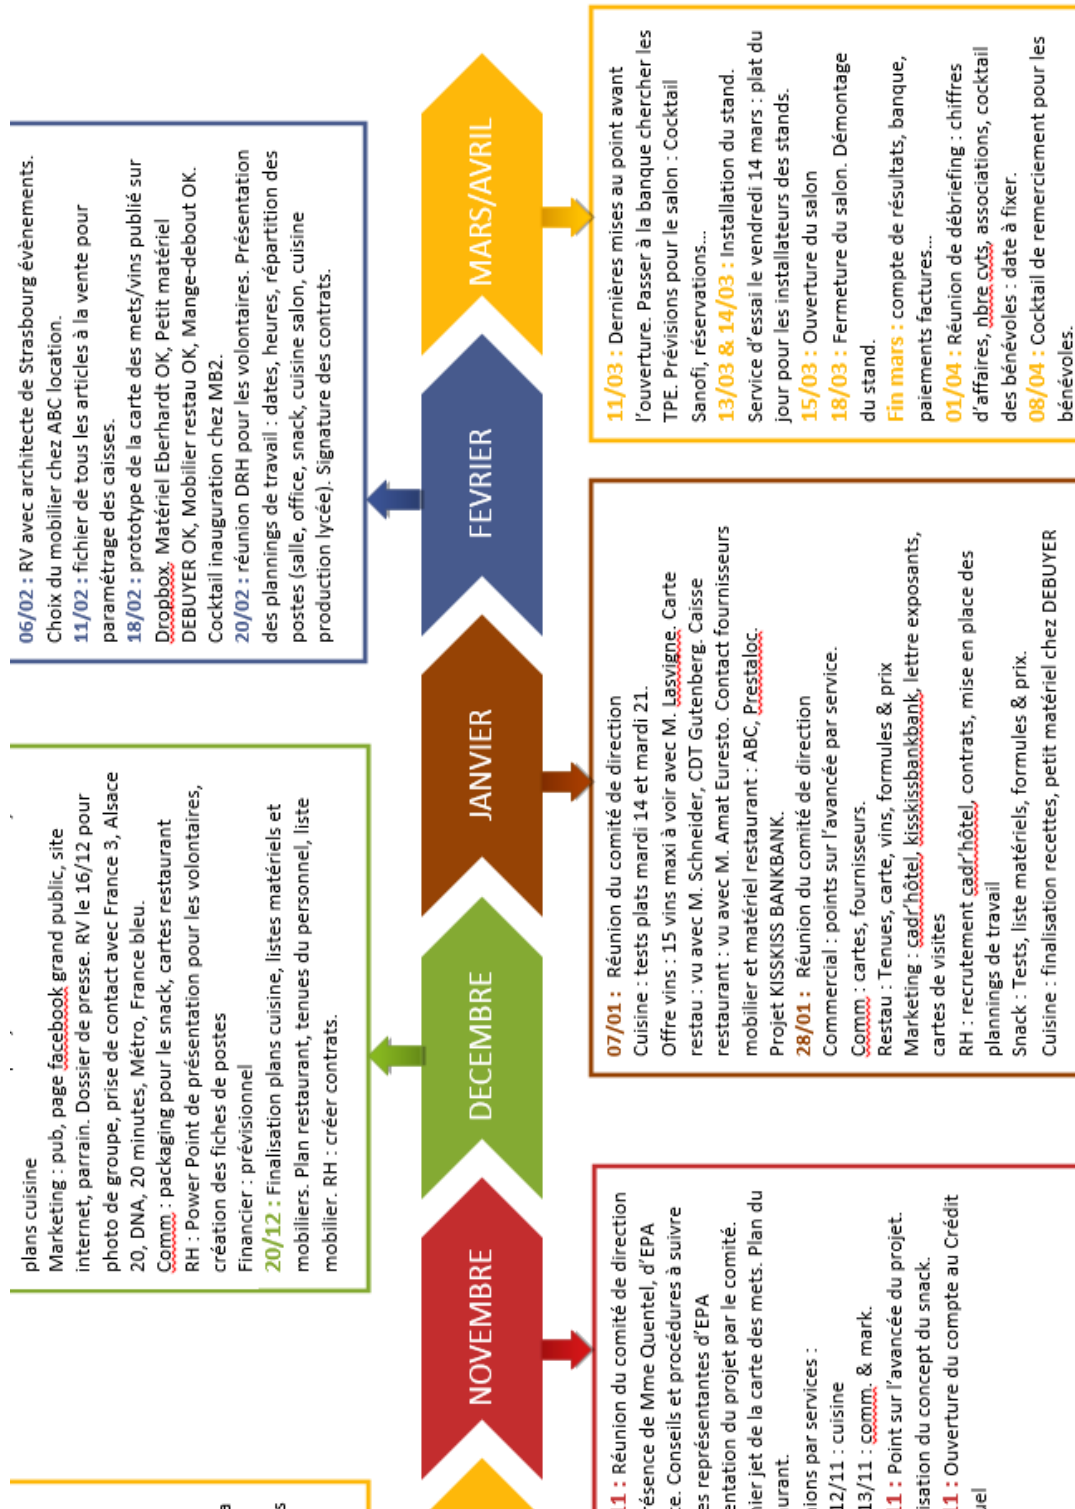 plans cuisine
Marketing : pub, page facebook grand public, site
internet, parrain. Dossier de presse. RV le 16/12 pour
photo de groupe, prise de contact avec France 3, Alsace
20, DNA, 20 minutes, Métro, France bleu.
Comm : packaging pour le snack, cartes restaurant
RH : Power Point de présentation pour les volontaires,
création des fiches de postes
Financier : prévisionnel
20/12 : Finalisation plans cuisine, listes matériels et
mobiliers. Plan restaurant, tenues du personnel, liste
mobilier. RH : créer contrats.
06/02 : RV avec architecte de Strasbourg évènements.
Choix du mobilier chez ABC location.
11/02 : fichier de tous les articles à la vente pour
paramétrage des caisses.
18/02 : prototype de la carte des mets/vins publié sur
Dropbox. Matériel Eberhardt OK, Petit matériel
DEBUYER OK, Mobilier restau OK, Mange-debout OK.
Cocktail inauguration chez MB2.
20/02 : réunion DRH pour les volontaires. Présentation
des plannings de travail : dates, heures, répartition des
postes (salle, office, snack, cuisine salon, cuisine
production lycée). Signature des contrats.
NOVEMBRE
DECEMBRE
JANVIER
FEVRIER
MARS/AVRIL
11 : Réunion du comité de direction
résence de Mme Quentel, d'EPA
e. Conseils et procédures à suivre
es représentantes d'EPA
entation du projet par le comité.
ier jet de la carte des mets. Plan du
urant.
ions par services :
12/11 : cuisine
13/11 : comm. & mark.
1 : Point sur l'avancée du projet.
isation du concept du snack.
1 : Ouverture du compte au Crédit
uel
07/01 : Réunion du comité de direction
Cuisine : tests plats mardi 14 et mardi 21.
Offre vins : 15 vins maxi à voir avec M. Lasvigne. Carte
restau : vu avec M. Schneider, CDT Gutenberg. Caisse
restaurant : vu avec M. Amat Euresto. Contact fournisseurs
mobilier et matériel restaurant : ABC, Prestaloc.
Projet KISSKISS BANKBANK.
28/01 : Réunion du comité de direction
Commercial : points sur l'avancée par service.
Comm : cartes, fournisseurs.
Restau : Tenues, carte, vins, formules & prix
Marketing : cadr'hôtel, kisskissbankbank, lettre exposants,
cartes de visites
RH : recrutement cadr'hôtel, contrats, mise en place des
plannings de travail
Snack : Tests, liste matériels, formules & prix.
Cuisine : finalisation recettes, petit matériel chez DEBUYER
11/03 : Dernières mises au point avant
l'ouverture. Passer à la banque chercher les
TPE. Prévisions pour le salon : Cocktail
Sanofi, réservations...
13/03 & 14/03 : Installation du stand.
Service d'essai le vendredi 14 mars : plat du
jour pour les installateurs des stands.
15/03 : Ouverture du salon
18/03 : Fermeture du salon. Démontage
du stand.
Fin mars : compte de résultats, banque,
paiements factures...
01/04 : Réunion de débriefing : chiffres
d'affaires, nbre cvts, associations, cocktail
des bénévoles : date à fixer.
08/04 : Cocktail de remerciement pour les
bénévoles.